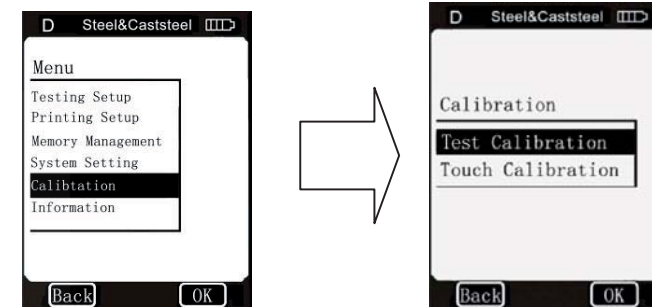 D Steel&Caststeel
Menu
Testing Setup
Printing Setup
Memory Management
System Setting
Calibtation
Information
Back OK
D Steel&Caststeel
Calibration
Test Calibration
Touch Calibration
Back OK